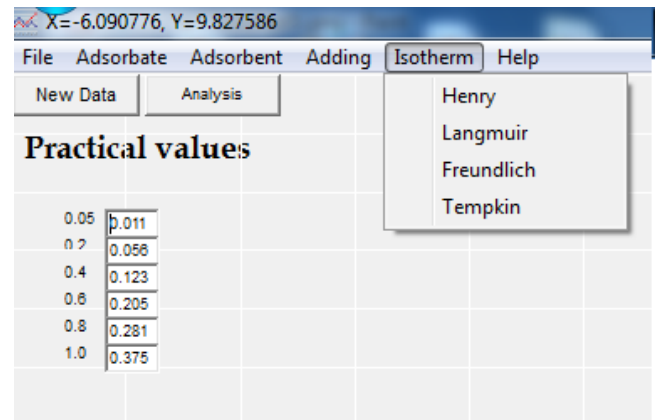 X=-6.090776, Y=9.827586
File Adsorbate Adsorbent Adding Isotherm Help
New Data Analysis
Henry
Langmuir
Freundlich
Tempkin
Practical values
0.05 0.011
0.2 0.056
0.4 0.123
0.6 0.205
0.8 0.281
1.0 0.375